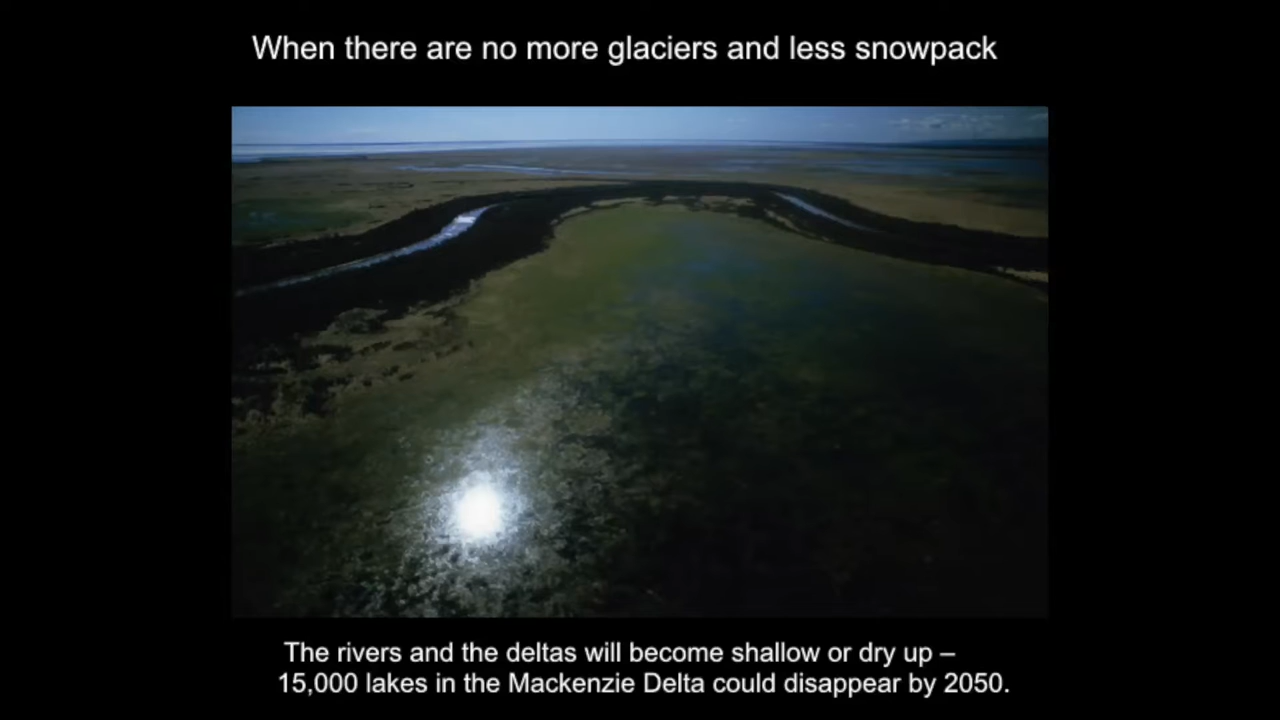 When there are no more glaciers and less snowpack
The rivers and the deltas will become shallow or dry up –
15,000 lakes in the Mackenzie Delta could disappear by 2050.